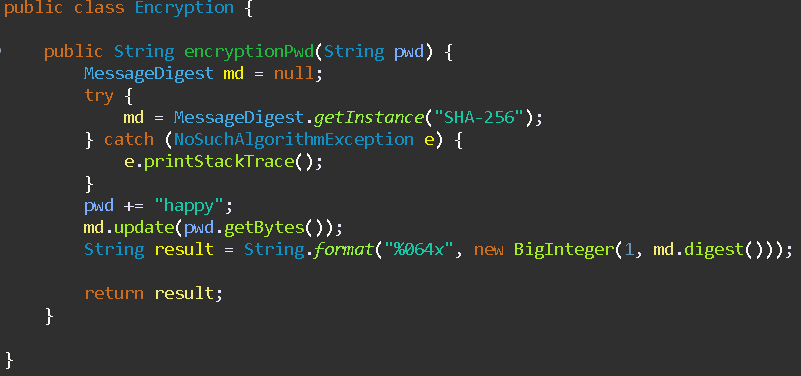 public class Encryption {
public String encryptionPwd(String pwd) {
MessageDigest md = null;
try {
md = MessageDigest.getInstance("SHA-256");
} catch (NoSuchAlgorithmException e) {
e.printStackTrace();
}
pwd += "happy";
md.update(pwd.getBytes());
String result = String.format("%064x", new BigInteger(1, md.digest()));
return result;
}
}